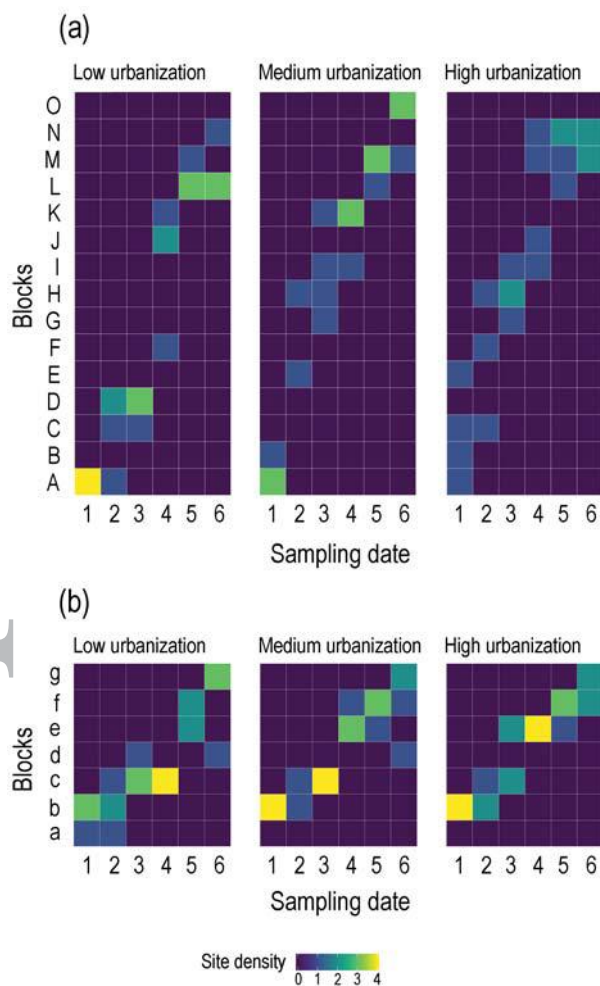 (a)
Low urbanization Medium urbanization High urbanization
O
N
M
L
K
J
I
H
G
F
E
D
C
B
A
Blocks
1 2 3 4 5 6 1 2 3 4 5 6 1 2 3 4 5 6
Sampling date
(b)
Low urbanization Medium urbanization High urbanization
g
f
e
d
c
b
a
Blocks
1 2 3 4 5 6 1 2 3 4 5 6 1 2 3 4 5 6
Sampling date
Site density 0 1 2 3 4